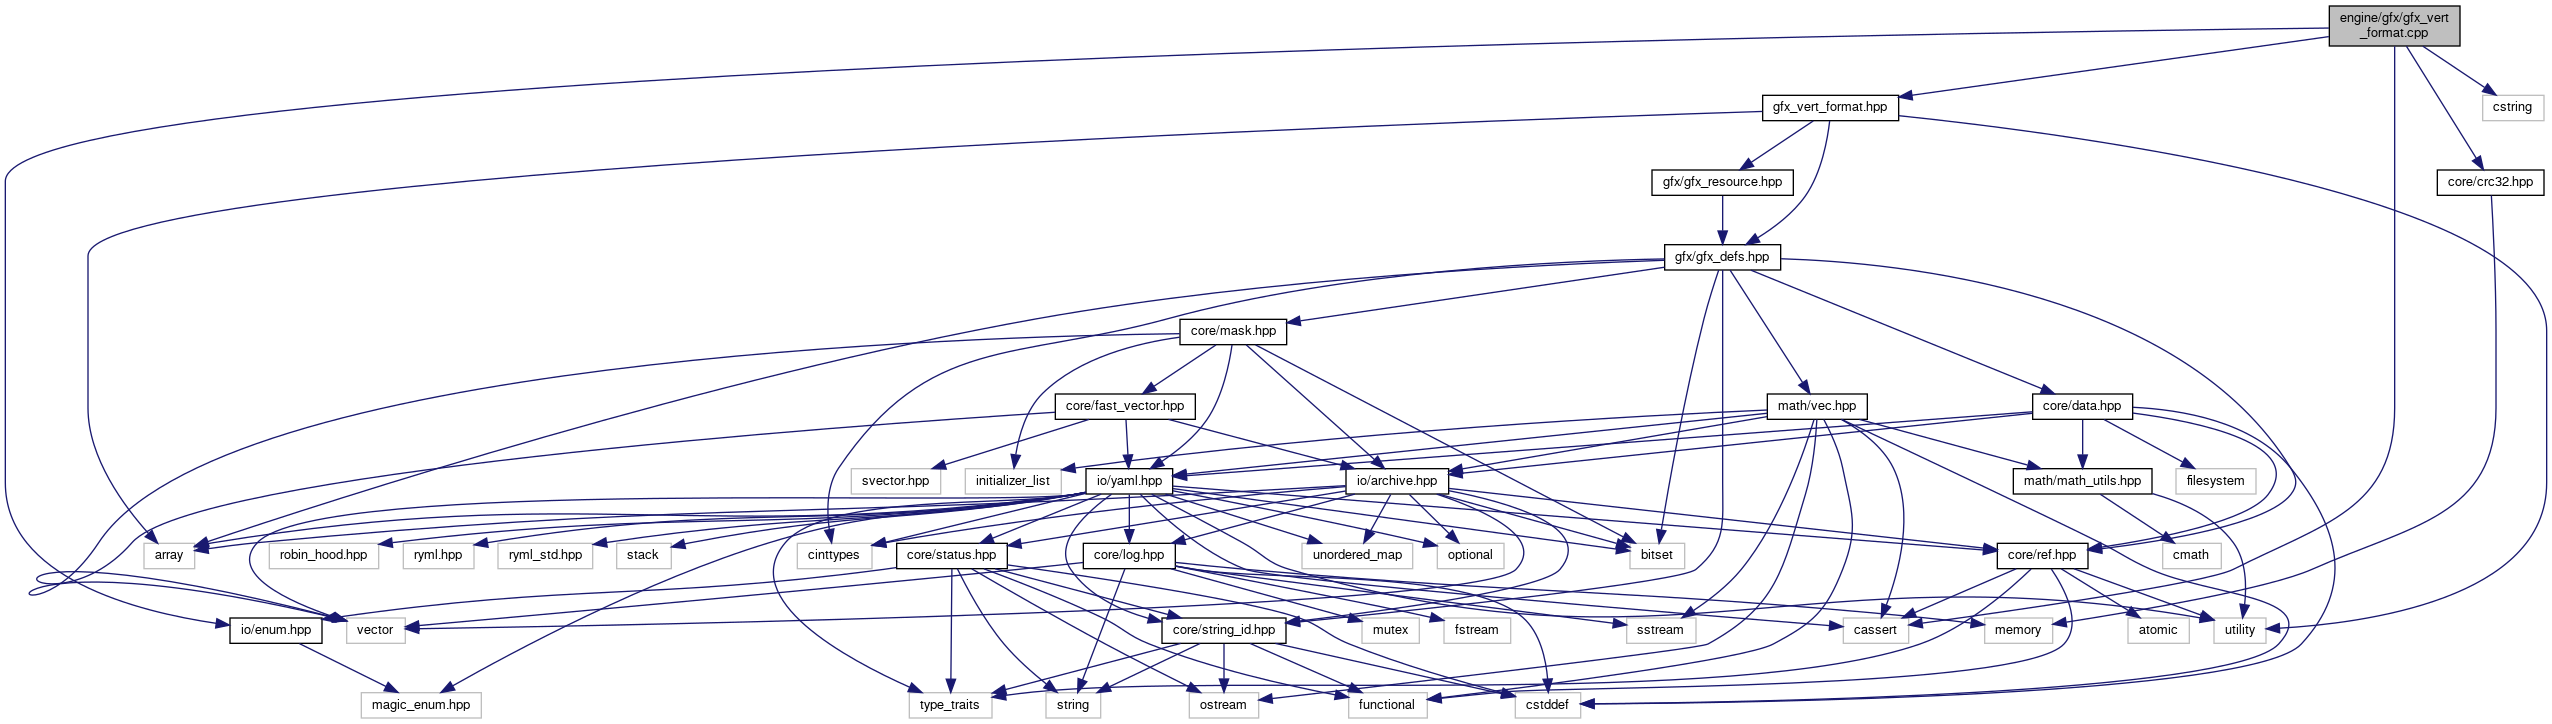 engine/gfx/gfx_vert
_format.cpp
gfx_vert_format.hpp
cstring
gfx/gfx_resource.hpp
core/crc32.hpp
gfx/gfx_defs.hpp
core/mask.hpp
core/fast_vector.hpp
math/vec.hpp
core/data.hpp
svector.hpp
initializer_list
io/yaml.hpp
io/archive.hpp
math/math_utils.hpp
filesystem
array
robin_hood.hpp
ryml.hpp
ryml_std.hpp
stack
cinttypes
core/status.hpp
core/log.hpp
unordered_map
optional
bitset
core/ref.hpp
cmath
io/enum.hpp
vector
core/string_id.hpp
mutex
fstream
sstream
cassert
memory
atomic
utility
magic_enum.hpp
type_traits
string
ostream
functional
cstddef